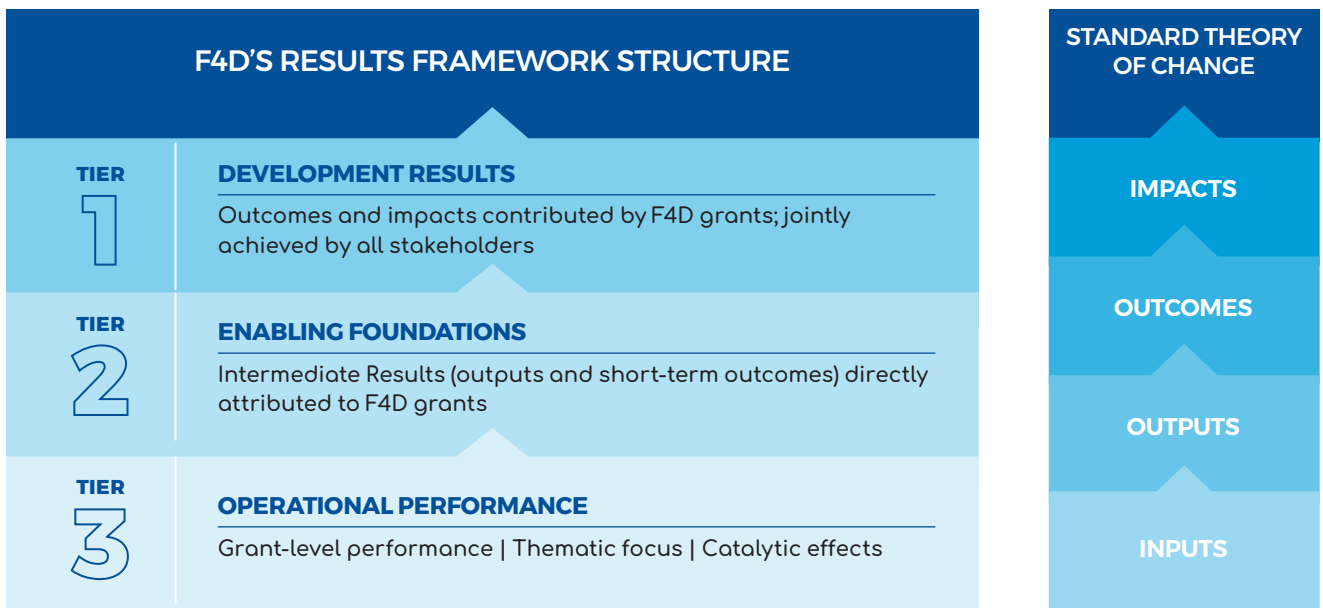 F4D’S RESULTS FRAMEWORK STRUCTURE
TIER
1
DEVELOPMENT RESULTS
Outcomes and impacts contributed by F4D grants; jointly
achieved by all stakeholders
TIER
2
ENABLING FOUNDATIONS
Intermediate Results (outputs and short-term outcomes) directly
attributed to F4D grants
TIER
3
OPERATIONAL PERFORMANCE
Grant-level performance | Thematic focus | Catalytic effects
STANDARD THEORY
OF CHANGE
IMPACTS
OUTCOMES
OUTPUTS
INPUTS